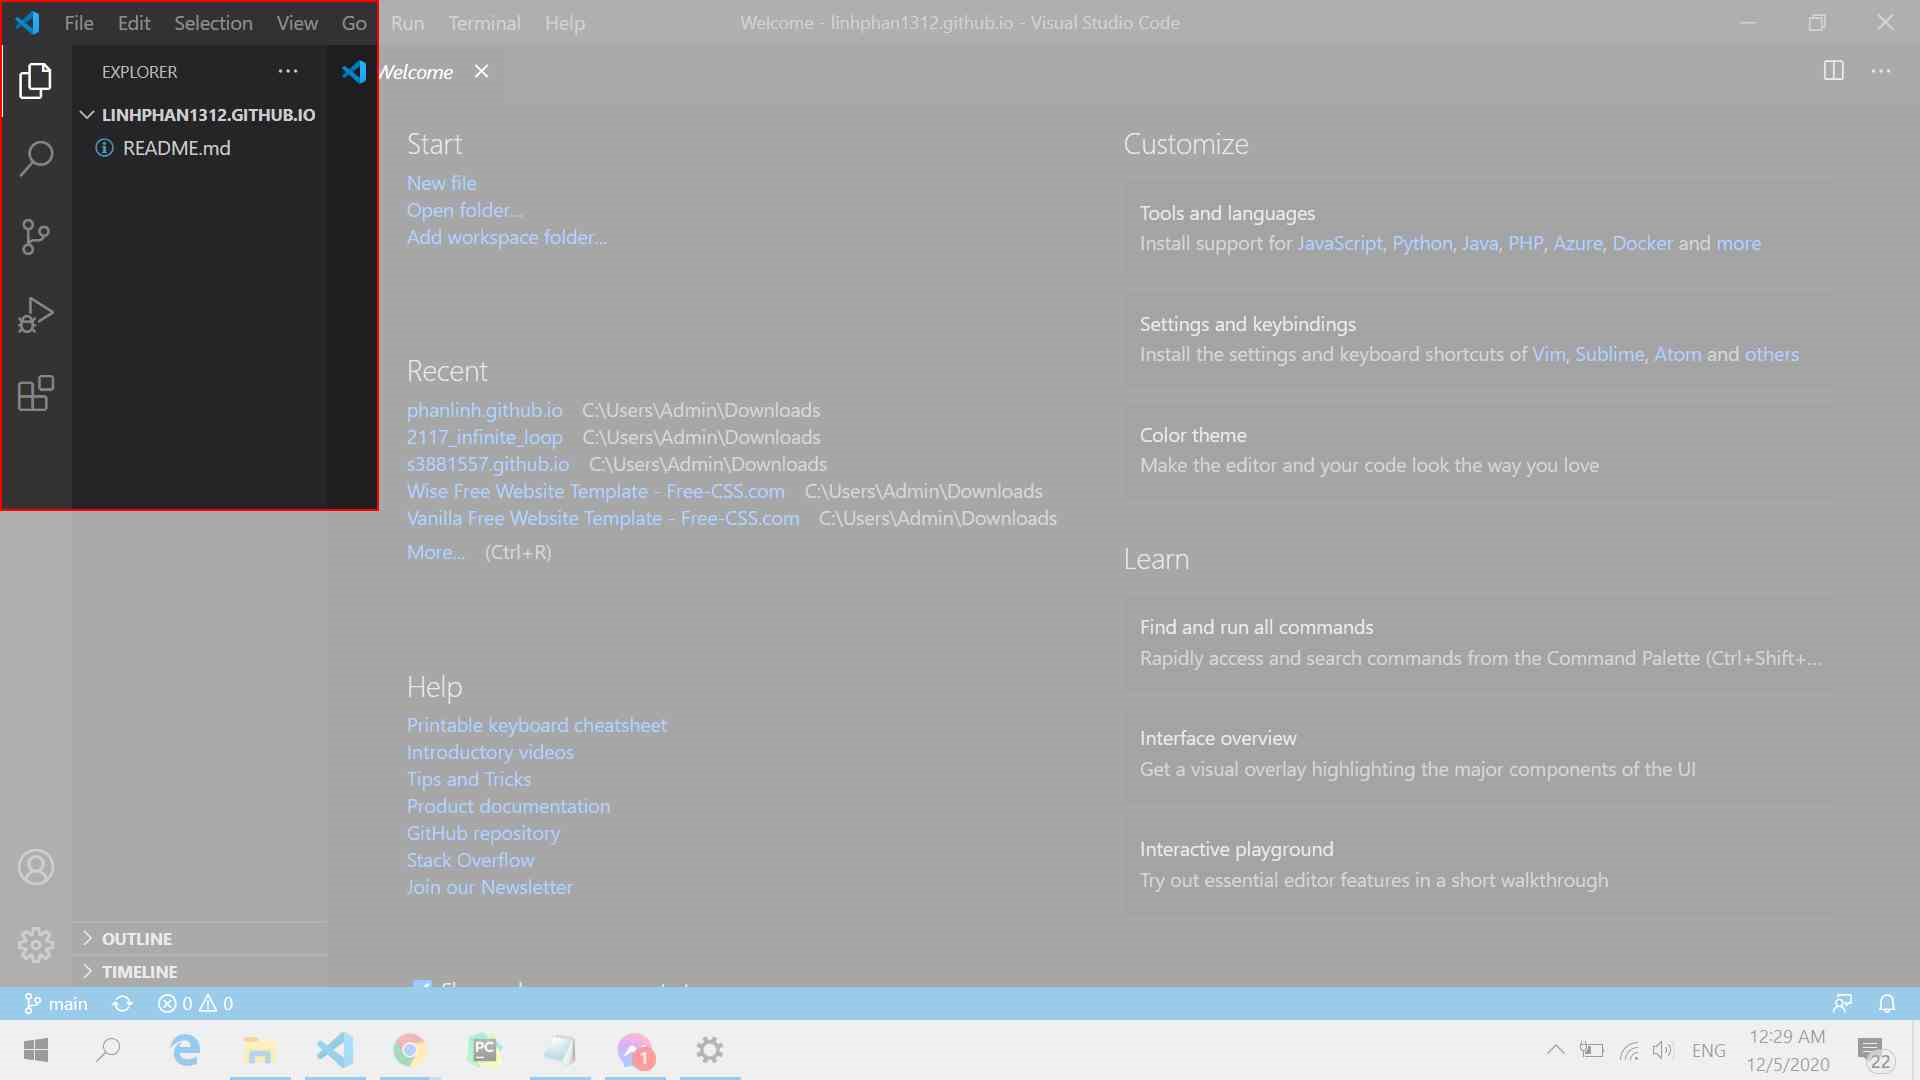 File Edit Selection View Go Run Terminal Help Welcome - linhphan1312.github.io - Visual Studio Code
EXPLORER
Welcome
LINHPHAN1312.GITHUB.IO
README.md
Start
New file
Open folder...
Add workspace folder...
Recent
phanlinh.github.io C:\Users\Admin\Downloads
2117_infinite_loop C:\Users\Admin\Downloads
s3881557.github.io C:\Users\Admin\Downloads
Wise Free Website Template - Free-CSS.com C:\Users\Admin\Downloads
Vanilla Free Website Template - Free-CSS.com C:\Users\Admin\Downloads
More... (Ctrl+R)
Help
Printable keyboard cheatsheet
Introductory videos
Tips and Tricks
Product documentation
GitHub repository
Stack Overflow
Join our Newsletter
Customize
Tools and languages
Install support for JavaScript, Python, Java, PHP, Azure, Docker and more
Settings and keybindings
Install the settings and keyboard shortcuts of Vim, Sublime, Atom and others
Color theme
Make the editor and your code look the way you love
Learn
Find and run all commands
Rapidly access and search commands from the Command Palette (Ctrl+Shift+...
Interface overview
Get a visual overlay highlighting the major components of the UI
Interactive playground
Try out essential editor features in a short walkthrough
OUTLINE
TIMELINE
main 0 0
PC
1
ENG
12:29 AM
12/5/2020
22